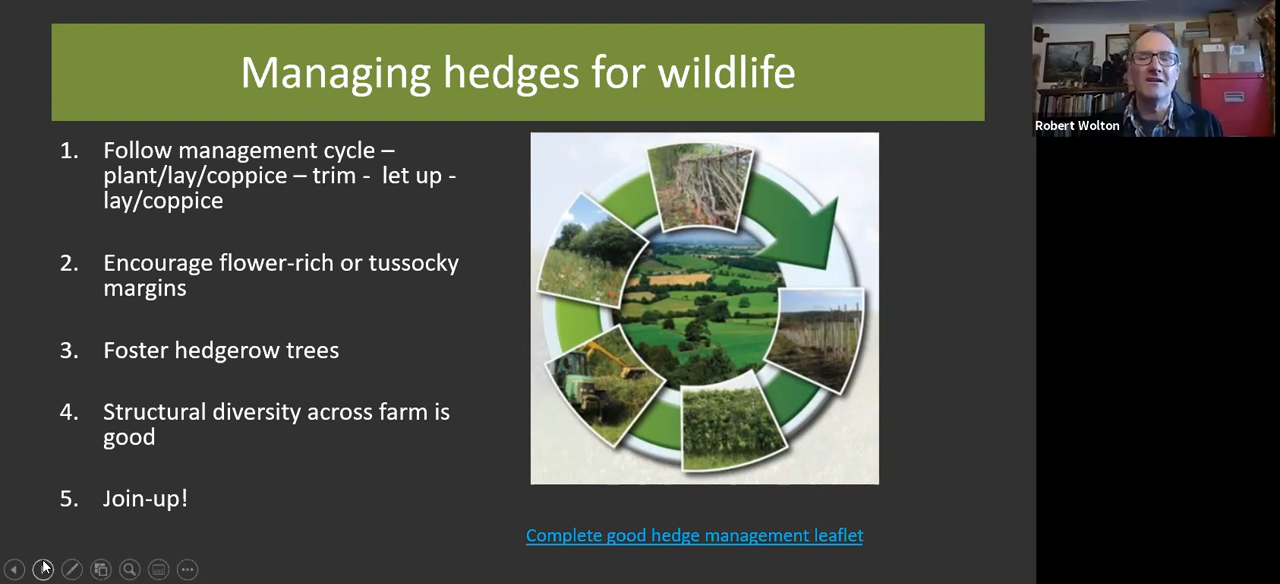 Managing hedges for wildlife
1. Follow management cycle –
plant/lay/coppice – trim - let up -
lay/coppice
2. Encourage flower-rich or tussocky
margins
3. Foster hedgerow trees
4. Structural diversity across farm is
good
5. Join-up!
Complete good hedge management leaflet
Robert Wolton